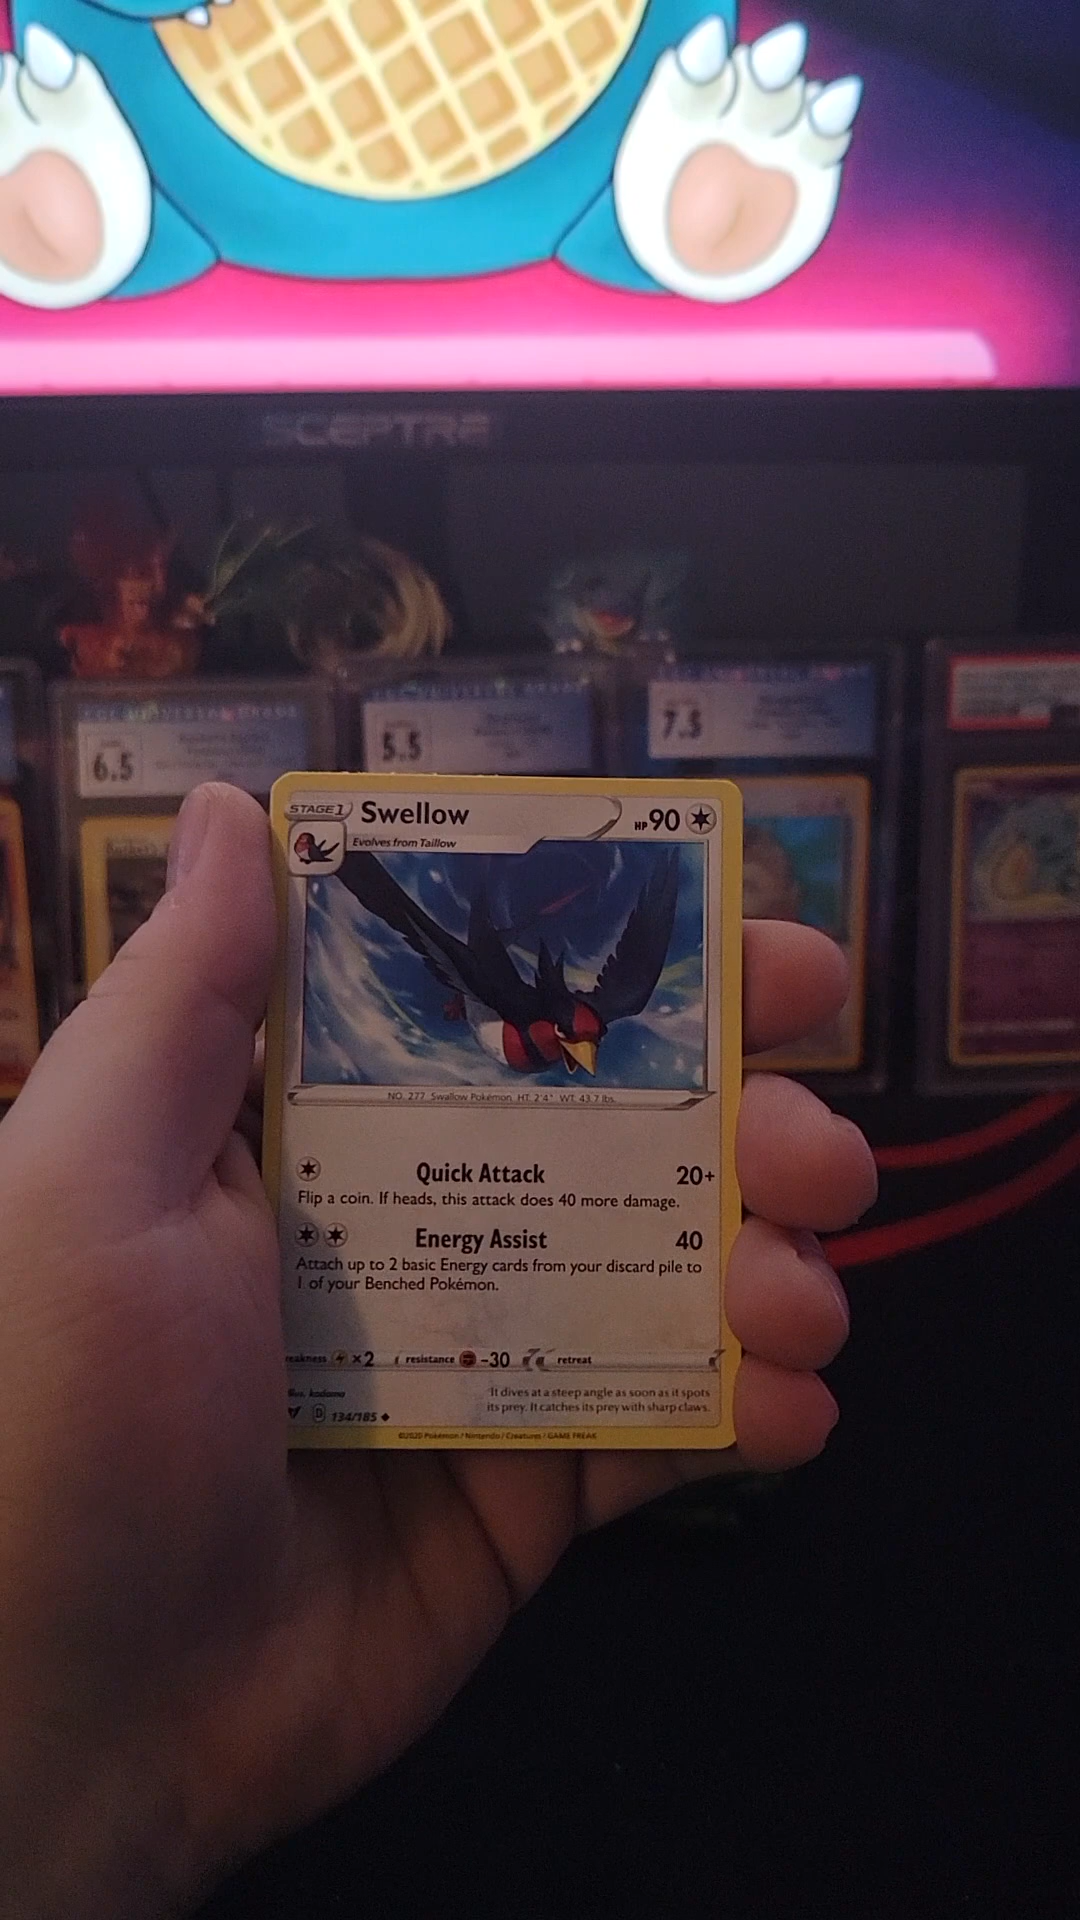 SCEPTRE
6.5
5.5
7.5
STAGE 1 Swellow HP 90
Evolves from Taillow
NO. 277 Swallow Pokémon HT: 2'4" WT: 43.7 lbs.
Quick Attack 20+
Flip a coin. If heads, this attack does 40 more damage.
Energy Assist 40
Attach up to 2 basic Energy cards from your discard pile to
1 of your Benched Pokémon.
weakness ×2 resistance -30 retreat
Illus. kodama
It dives at a steep angle as soon as it spots
its prey. It catches its prey with sharp claws.
D 134/185
©2020 Pokémon / Nintendo / Creatures / GAME FREAK